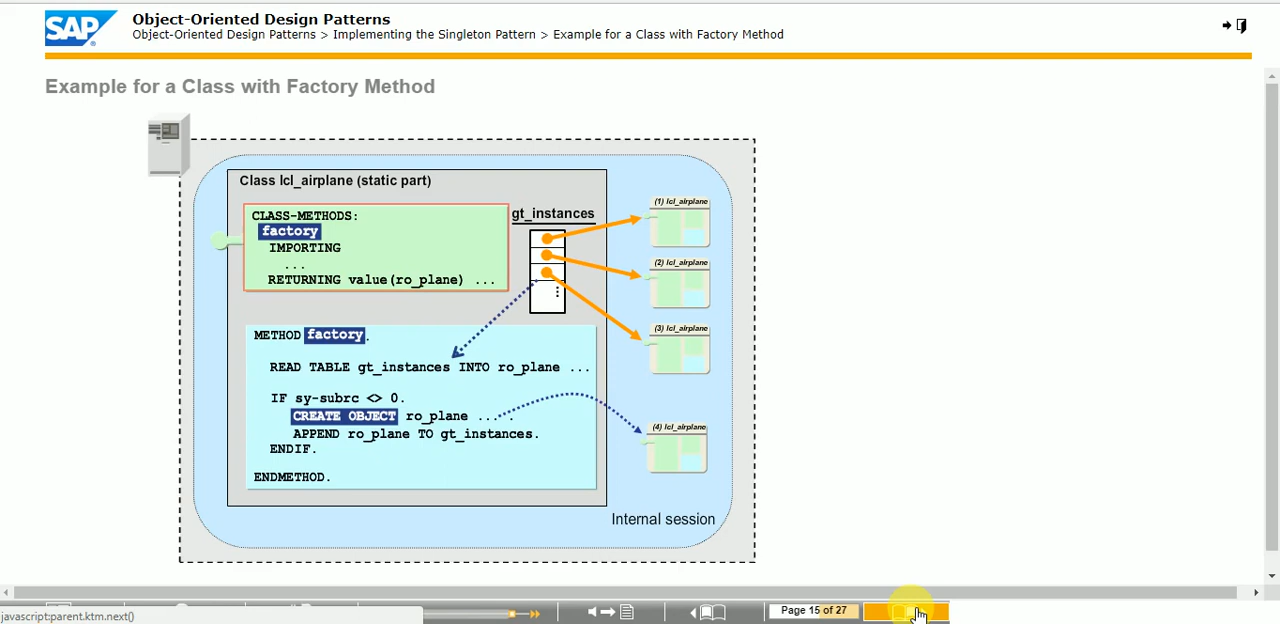 SAP
Object-Oriented Design Patterns
Object-Oriented Design Patterns > Implementing the Singleton Pattern > Example for a Class with Factory Method
Example for a Class with Factory Method
Class lcl_airplane (static part)
CLASS-METHODS:
factory
IMPORTING
...
RETURNING value(ro_plane) ...
gt_instances
(1) lcl_airplane
(2) lcl_airplane
(3) lcl_airplane
METHOD factory.
READ TABLE gt_instances INTO ro_plane ...
IF sy-subrc <> 0.
CREATE OBJECT ro_plane ... .
APPEND ro_plane TO gt_instances.
ENDIF.
ENDMETHOD.
(4) lcl_airplane
Internal session
javascript:parent.ktm.next()
Page 15 of 27